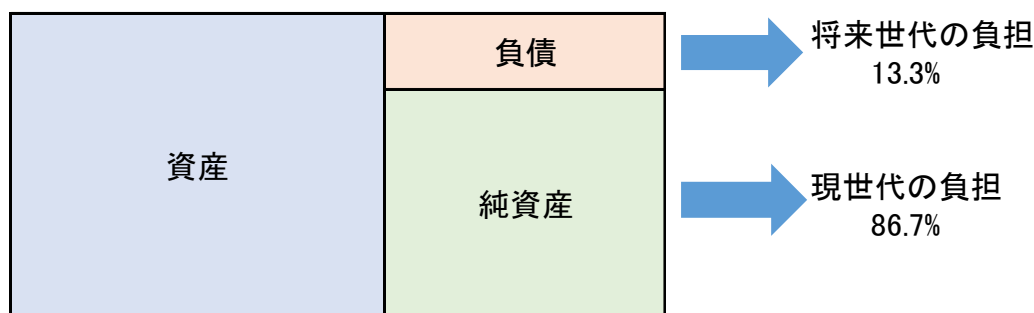 資産
負債
純資産
将来世代の負担
13.3%
現世代の負担
86.7%